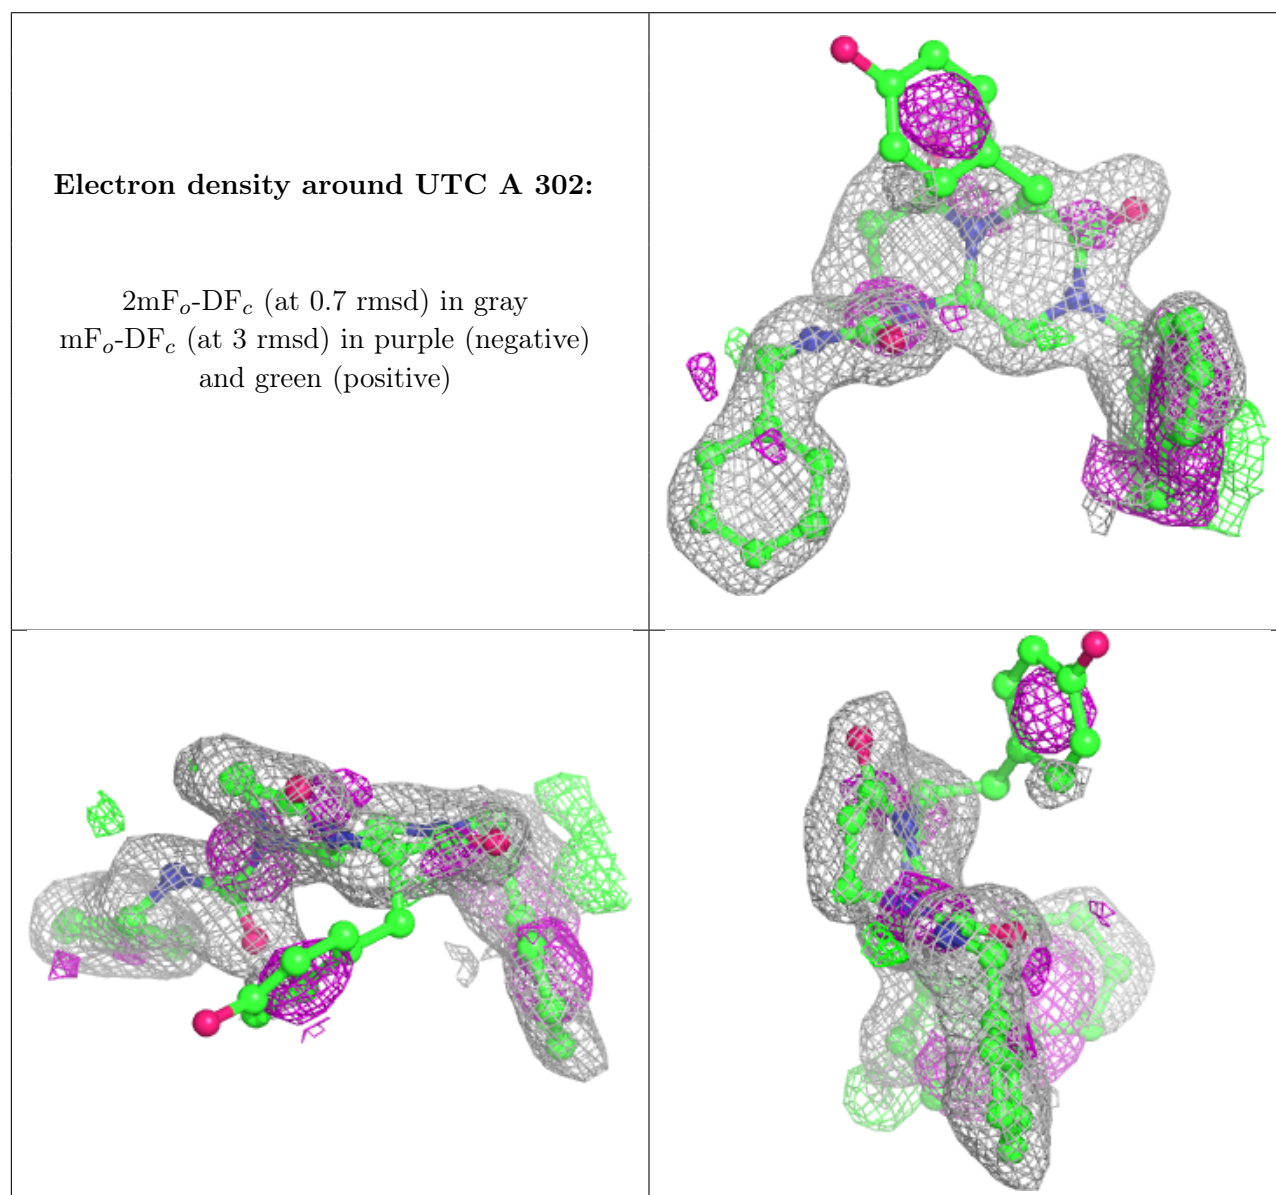 Electron density around UTC A 302:
2mFo-DFc (at 0.7 rmsd) in gray
mFo-DFc (at 3 rmsd) in purple (negative)
and green (positive)